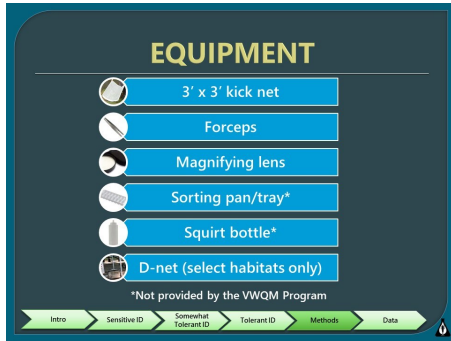 EQUIPMENT
3' x 3' kick net
Forceps
Magnifying lens
Sorting pan/tray*
Squirt bottle*
D-net (select habitats only)
*Not provided by the VWQM Program
Intro
Sensitive ID
Somewhat
Tolerant ID
Tolerant ID
Methods
Data